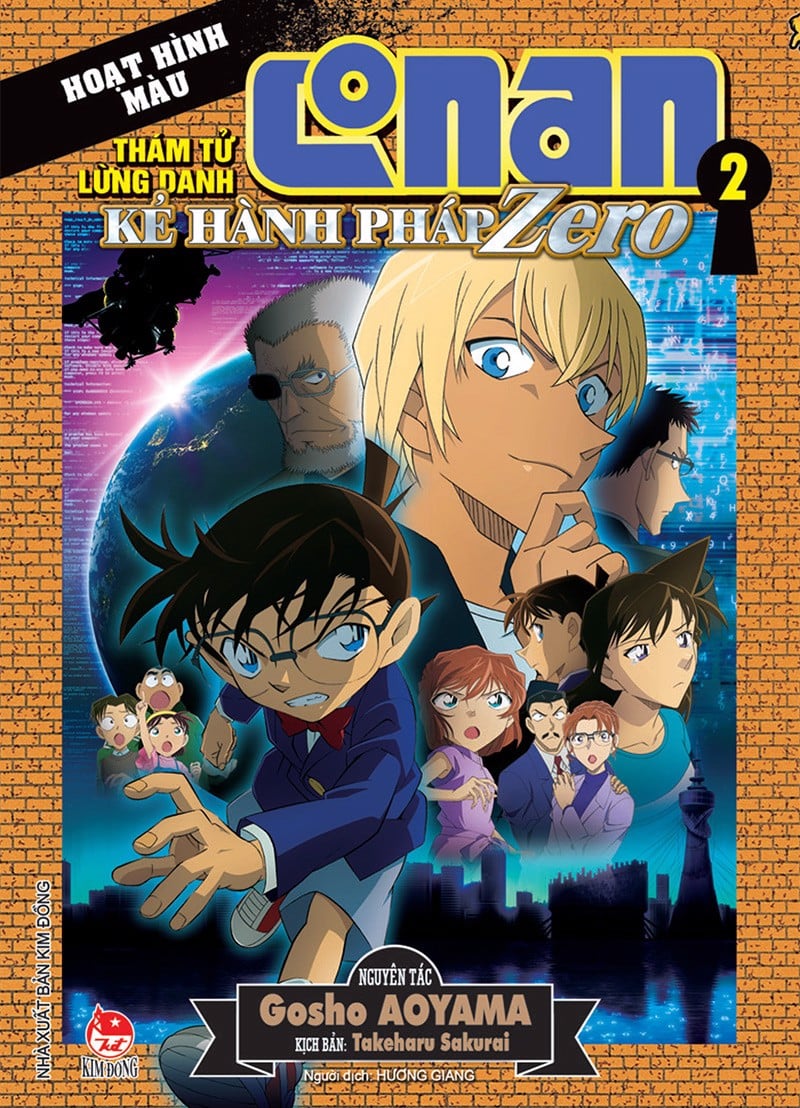 HOẠT HÌNH
MÀU
conan
THÁM TỬ
LỪNG DANH
2
KẺ HÀNH PHÁP Zero
NGUYÊN TÁC
Gosho AOYAMA
KỊCH BẢN: Takeharu Sakurai
Người dịch: HƯƠNG GIANG
NHÀ XUẤT BẢN KIM ĐỒNG
KIM ĐỒNG